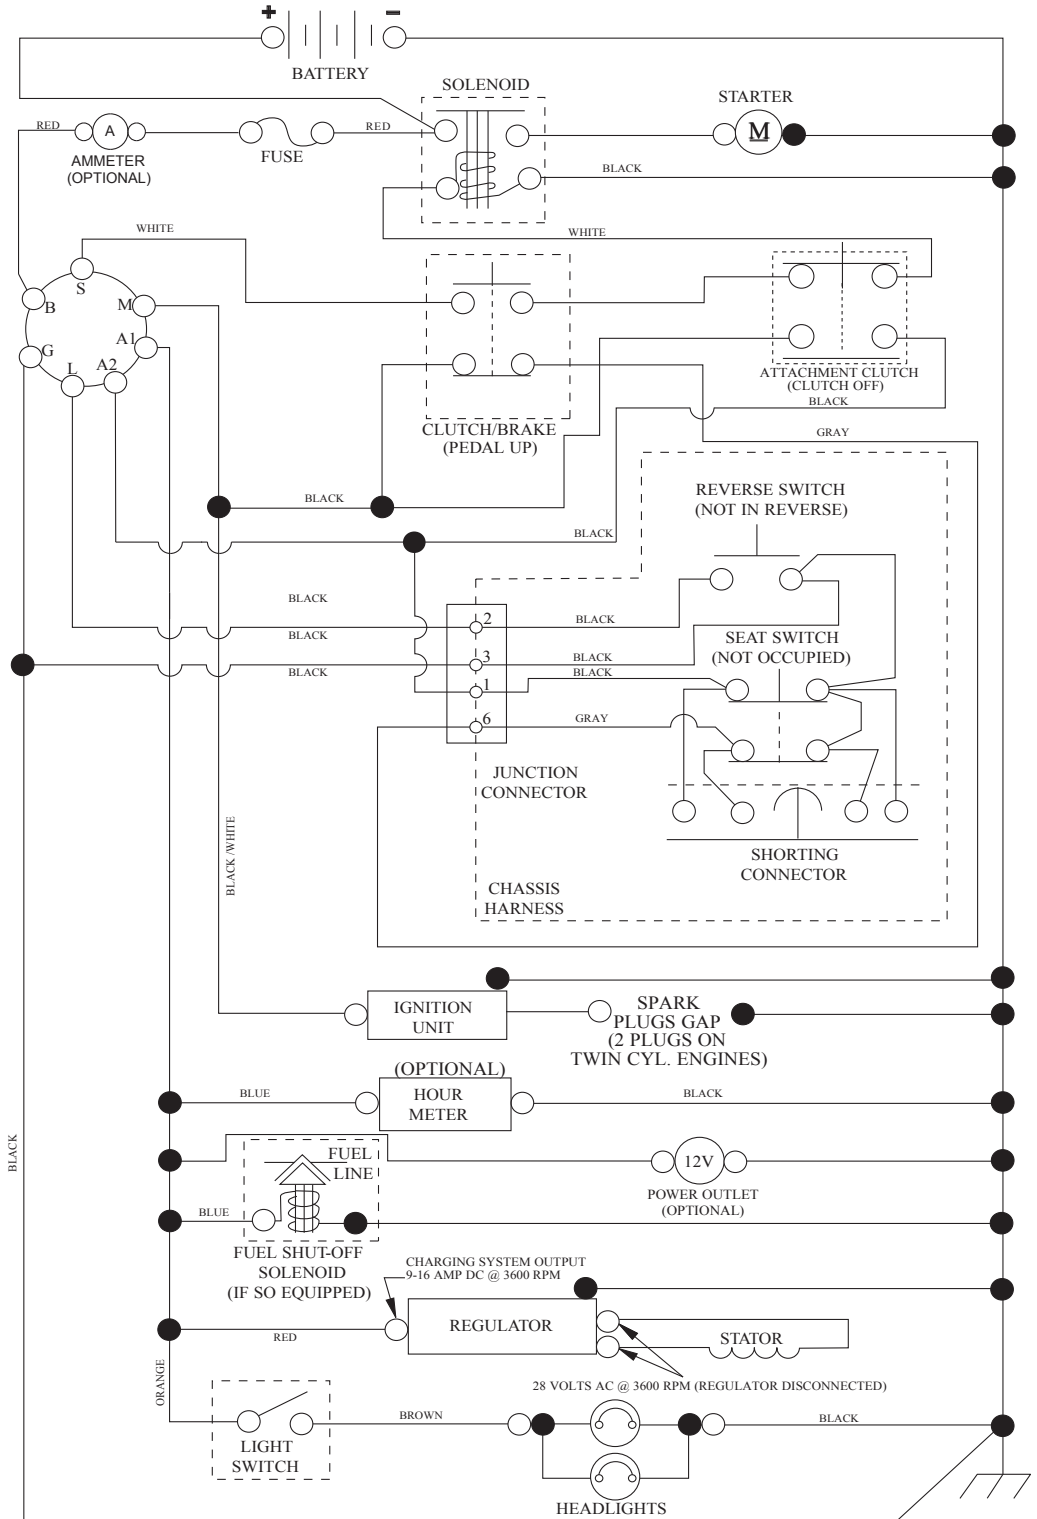 + −
BATTERY
SOLENOID
STARTER
RED
A
RED
M
AMMETER
(OPTIONAL)
FUSE
BLACK
WHITE
WHITE
S
B
M
A1
G
L
A2
ATTACHMENT CLUTCH
(CLUTCH OFF)
BLACK
CLUTCH/BRAKE
(PEDAL UP)
GRAY
REVERSE SWITCH
(NOT IN REVERSE)
BLACK
BLACK
BLACK
2
BLACK
BLACK
SEAT SWITCH
(NOT OCCUPIED)
3
BLACK
BLACK
BLACK
1
6
GRAY
JUNCTION
CONNECTOR
BLACK /WHITE
SHORTING
CONNECTOR
CHASSIS
HARNESS
IGNITION
UNIT
SPARK
PLUGS GAP
(2 PLUGS ON
TWIN CYL. ENGINES)
(OPTIONAL)
BLUE
HOUR
METER
BLACK
BLACK
FUEL
LINE
12V
POWER OUTLET
(OPTIONAL)
BLUE
FUEL SHUT-OFF
SOLENOID
(IF SO EQUIPPED)
CHARGING SYSTEM OUTPUT
9-16 AMP DC @ 3600 RPM
RED
REGULATOR
STATOR
28 VOLTS AC @ 3600 RPM (REGULATOR DISCONNECTED)
ORANGE
BROWN
BLACK
LIGHT
SWITCH
HEADLIGHTS